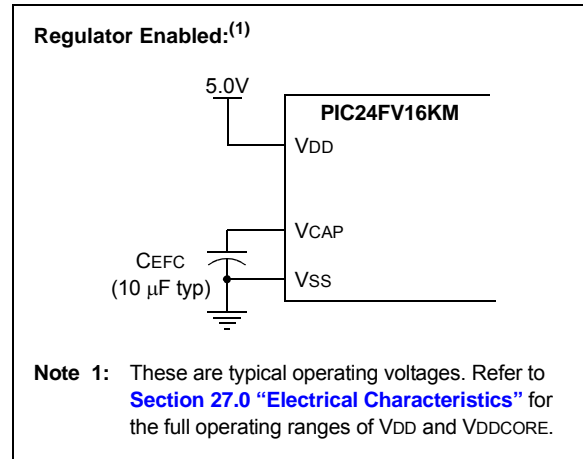 Regulator Enabled:(1)
5.0V
PIC24FV16KM
VDD
VCAP
CEFC
(10 μF typ)
VSS
Note 1: These are typical operating voltages. Refer to
Section 27.0 “Electrical Characteristics” for
the full operating ranges of VDD and VDDCORE.